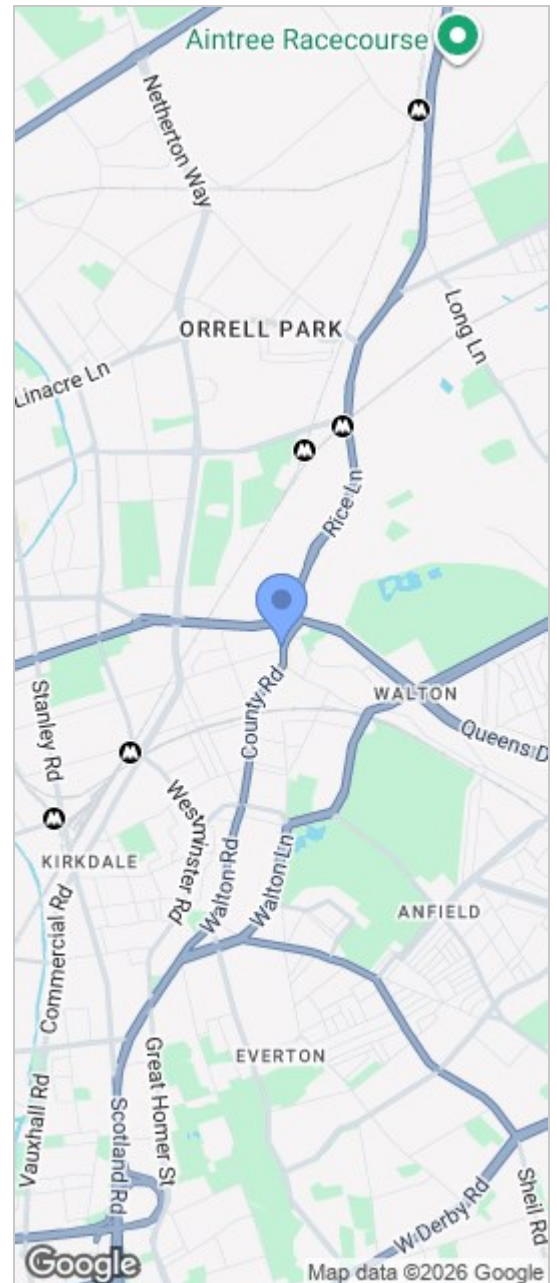 Aintree Racecourse
Netherton Way
ORRELL PARK
Long Ln
Linacre Ln
Rice Ln
County Rd
WALTON
Stanley Rd
Queens D
Westminster Rd
KIRKDALE
Walton Rd
Walton Ln
Commercial Rd
ANFIELD
EVERTON
Great Homer St
Vauxhall Rd
Scotland Rd
W Derby Rd
Sheil Rd
Google
Map data ©2026 Google